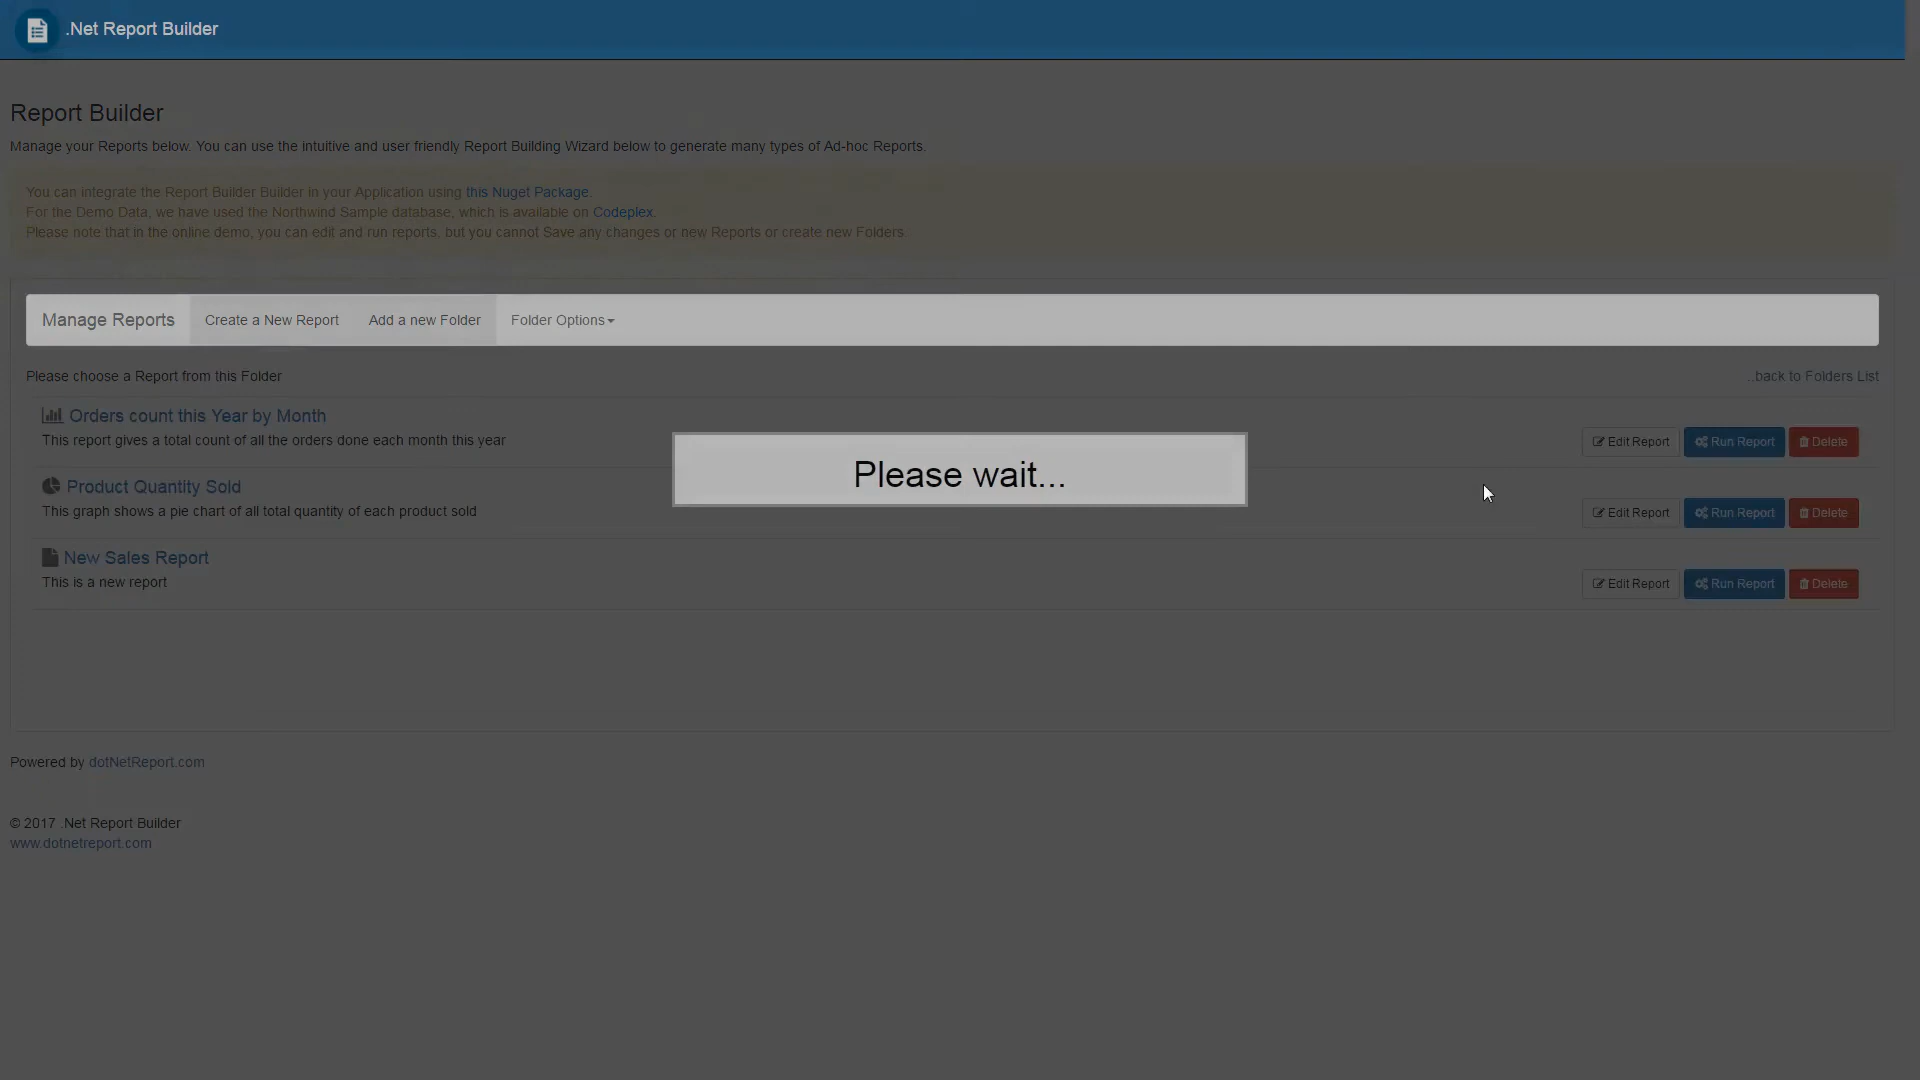 .Net Report Builder
Report Builder
Manage your Reports below. You can use the intuitive and user friendly Report Building Wizard below to generate many types of Ad-hoc Reports.
You can integrate the Report Builder Builder in your Application using this Nuget Package.
For the Demo Data, we have used the Northwind Sample database, which is available on Codeplex.
Please note that in the online demo, you can edit and run reports, but you cannot Save any changes or new Reports or create new Folders.
Manage Reports Create a New Report Add a new Folder Folder Options
Please choose a Report from this Folder ..back to Folders List
Orders count this Year by Month
This report gives a total count of all the orders done each month this year
Edit Report Run Report Delete
Please wait...
Product Quantity Sold
This graph shows a pie chart of all total quantity of each product sold
Edit Report Run Report Delete
New Sales Report
This is a new report
Edit Report Run Report Delete
Powered by dotNetReport.com
© 2017 .Net Report Builder
www.dotnetreport.com